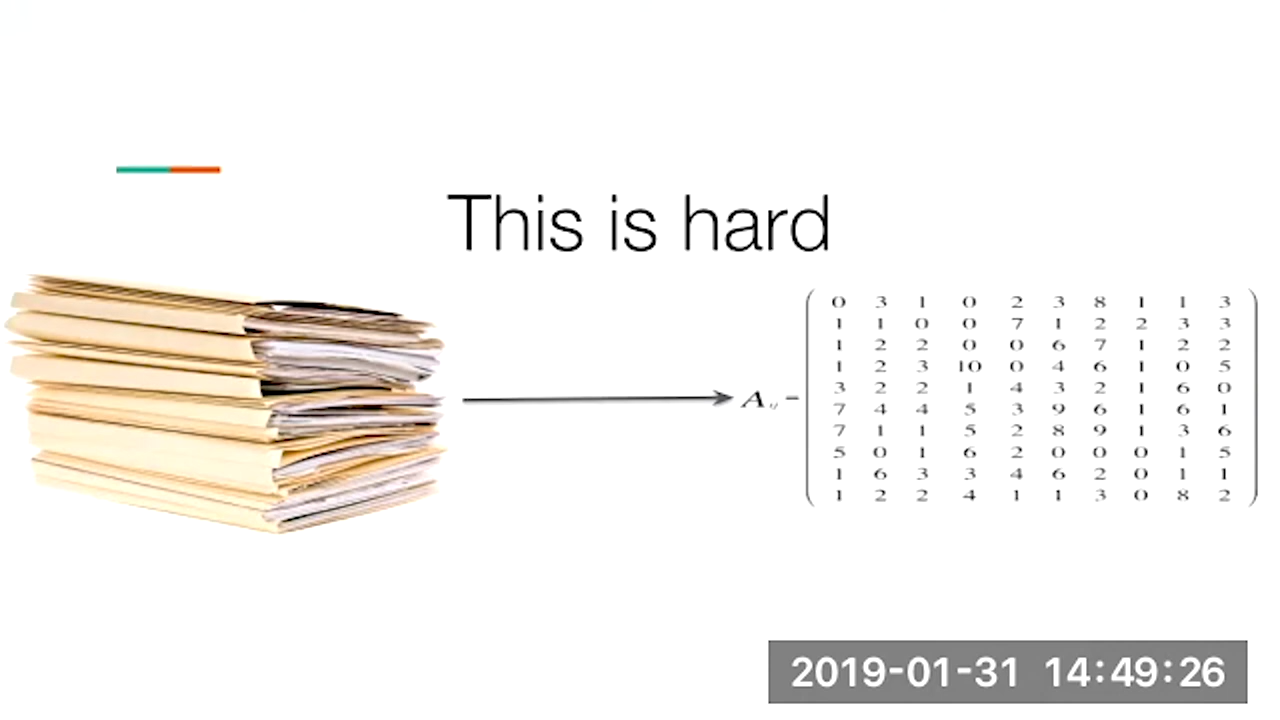 This is hard
0 3 1 0 2 3 8 1 1 3
1 1 0 0 7 1 2 2 3 3
1 2 2 0 0 6 7 1 2 2
1 2 3 10 0 4 6 1 0 5
A ij = 3 2 2 1 4 3 2 1 6 0
7 4 4 5 3 9 6 1 6 1
7 1 1 5 2 8 9 1 3 6
5 0 1 6 2 0 0 0 1 5
1 6 3 3 4 6 2 0 1 1
1 2 2 4 1 1 3 0 8 2
2019-01-31 14:49:26